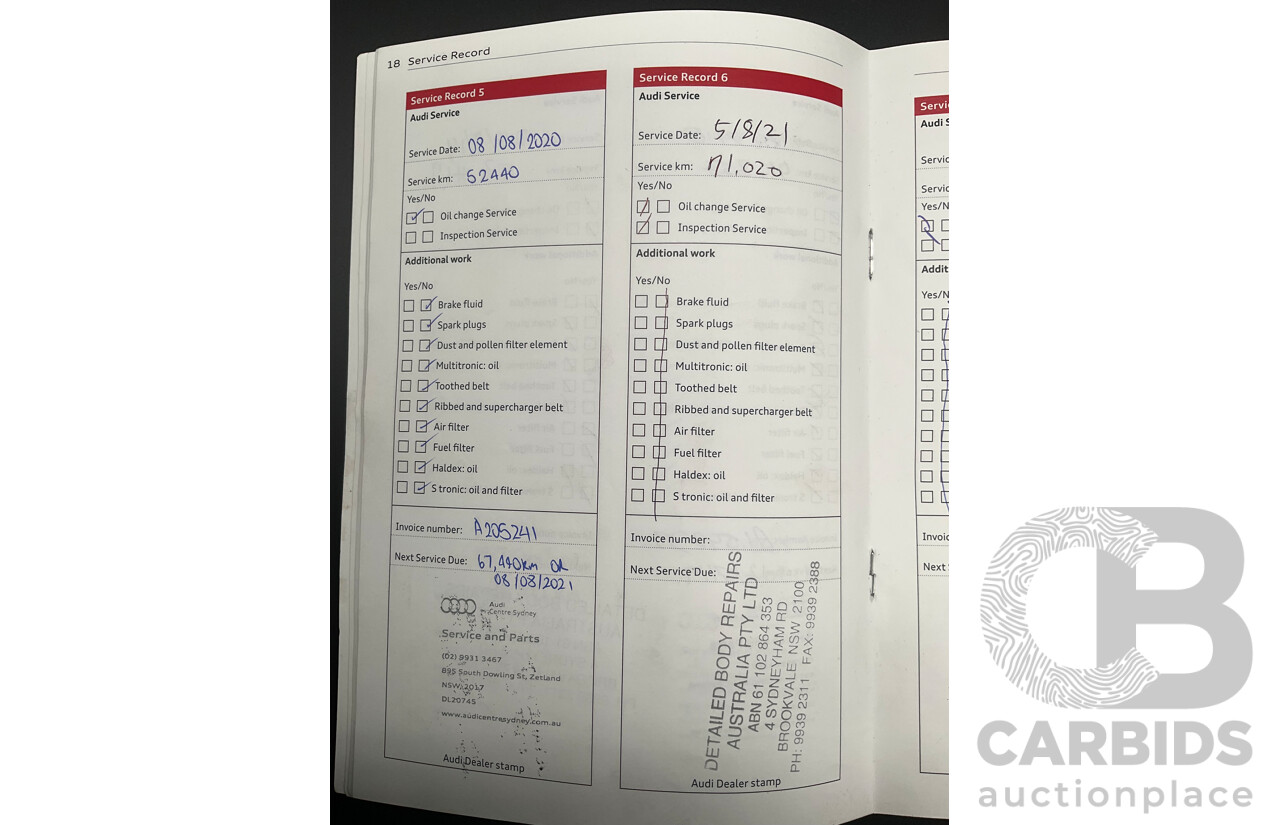 18 Service Record
Service Record 5
Audi Service
Service Date: 08/08/2020
Service km: 52440
Yes/No
Oil change Service
Inspection Service
Additional work
Yes/No
Brake fluid
Spark plugs
Dust and pollen filter element
Multitronic: oil
Toothed belt
Ribbed and supercharger belt
Air filter
Fuel filter
Haldex: oil
S tronic: oil and filter
Invoice number: A205241
Next Service Due: 67,440km OR
08/08/2021
Audi
Centre Sydney
Service and Parts
(02) 9931 3467
895 South Dowling St, Zetland
NSW, 2017
DL20745
www.audicentresydney.com.au
Audi Dealer stamp
Service Record 6
Audi Service
Service Date: 5/8/21
Service km: 71,020
Yes/No
Oil change Service
Inspection Service
Additional work
Yes/No
Brake fluid
Spark plugs
Dust and pollen filter element
Multitronic: oil
Toothed belt
Ribbed and supercharger belt
Air filter
Fuel filter
Haldex: oil
S tronic: oil and filter
Invoice number:
Next Service Due:
DETAILED BODY REPAIRS
AUSTRALIA PTY LTD
ABN 61 102 864 353
4 SYDNEYHAM RD
BROOKVALE NSW 2100
PH: 9939 2311 FAX: 9939 2388
Audi Dealer stamp
Audi
Yes/N
Next
CB
CARBIDS
auctionplace